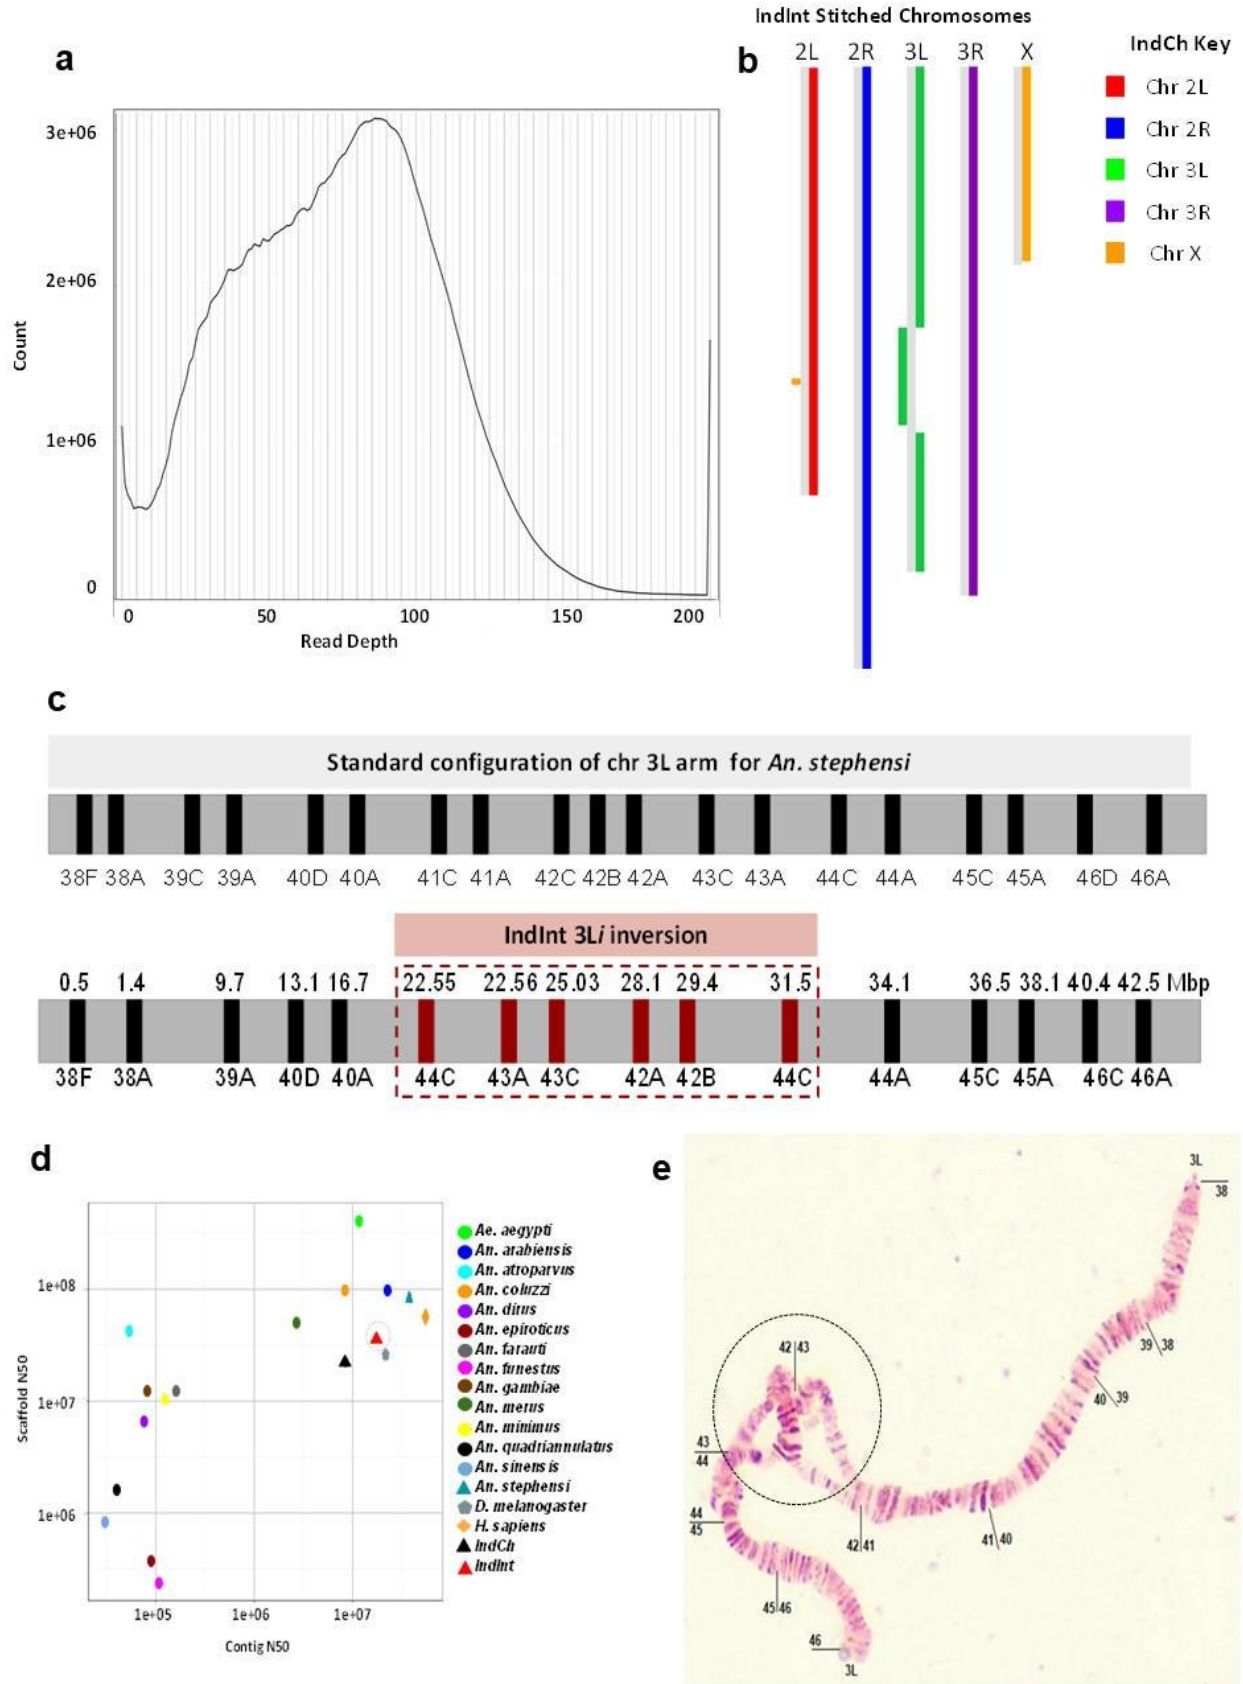 a
3e+06
2e+06
1e+06
0
Count
0 50 100 150 200
Read Depth
b
IndInt Stitched Chromosomes
2L 2R 3L 3R X
IndCh Key
Chr 2L
Chr 2R
Chr 3L
Chr 3R
Chr X
c
Standard configuration of chr 3L arm for An. stephensi
38F 38A 39C 39A 40D 40A 41C 41A 42C 42B 42A 43C 43A 44C 44A 45C 45A 46D 46A
IndInt 3Li inversion
0.5 1.4 9.7 13.1 16.7 22.55 22.56 25.03 28.1 29.4 31.5 34.1 36.5 38.1 40.4 42.5 Mbp
38F 38A 39A 40D 40A 44C 43A 43C 42A 42B 44C 44A 45C 45A 46C 46A
d
1e+08
1e+07
1e+06
Scaffold N50
1e+05 1e+06 1e+07
Contig N50
Ae. aegypti
An. arabiensis
An. atroparvus
An. coluzzi
An. dirus
An. epiroticus
An. farauti
An. funestus
An. gambiae
An. merus
An. minimus
An. quadriannulatus
An. sinensis
An. stephensi
D. melanogaster
H. sapiens
IndCh
IndInt
e
3L
38
39 38
40 39
42 43
43
44
44
45
42 41
41 40
45 46
46
3L